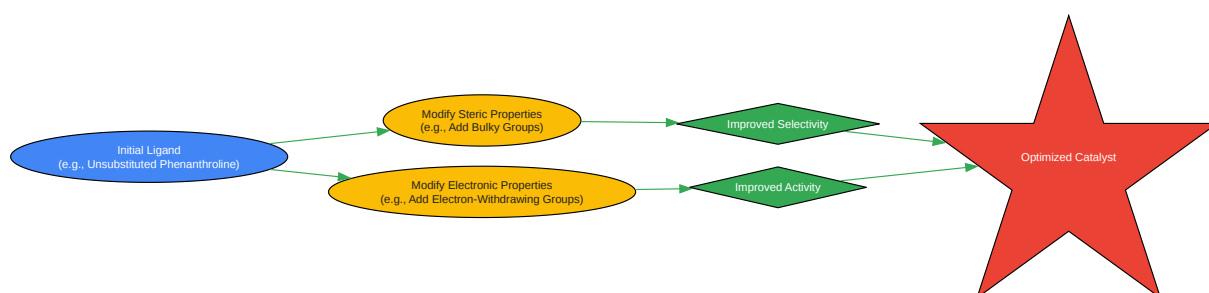 Initial Ligand
(e.g., Unsubstituted Phenanthroline)
Modify Steric Properties
(e.g., Add Bulky Groups)
Modify Electronic Properties
(e.g., Add Electron-Withdrawing Groups)
Improved Selectivity
Improved Activity
Optimized Catalyst